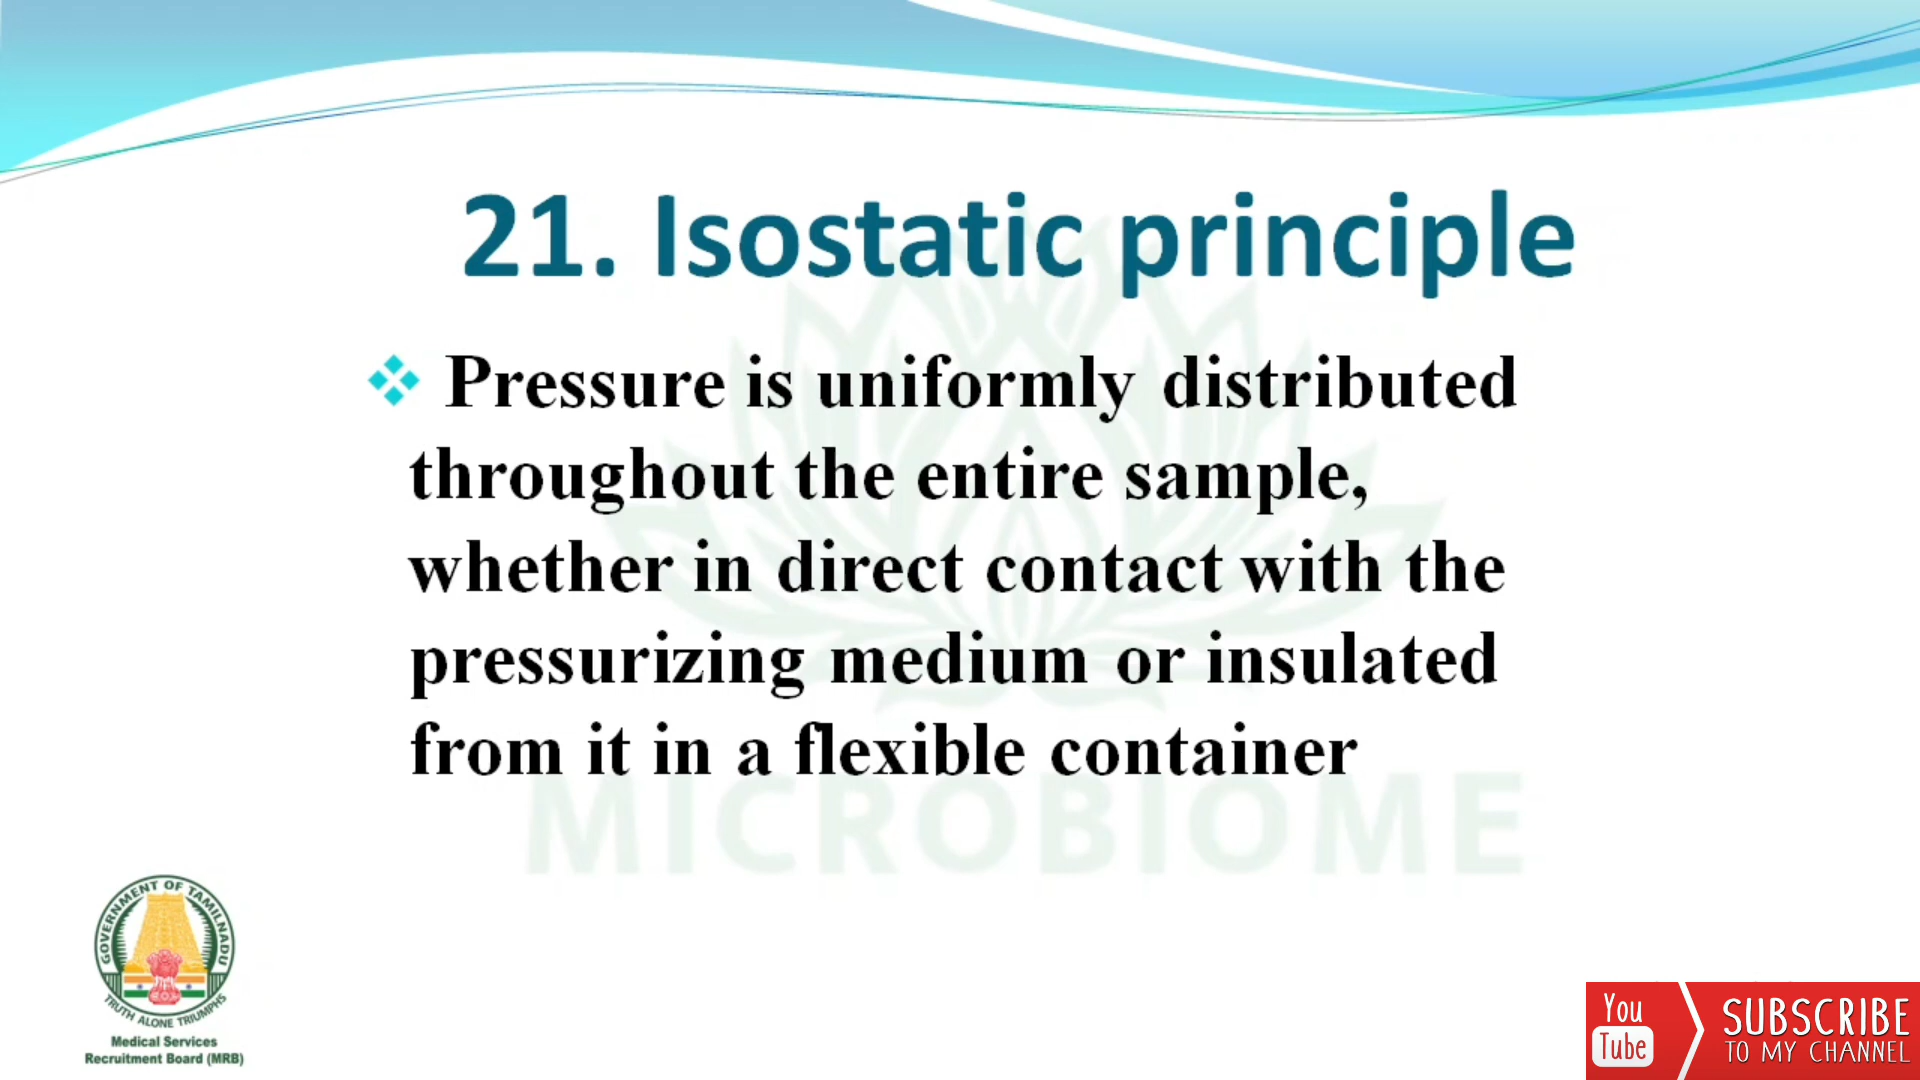 21. Isostatic principle
Pressure is uniformly distributed
throughout the entire sample,
whether in direct contact with the
pressurizing medium or insulated
from it in a flexible container
MICROBIOME
GOVERNMENT OF TAMILNADU
TRUTH ALONE TRIUMPHS
Medical Services
Recruitment Board (MRB)
You
Tube
SUBSCRIBE
TO MY CHANNEL